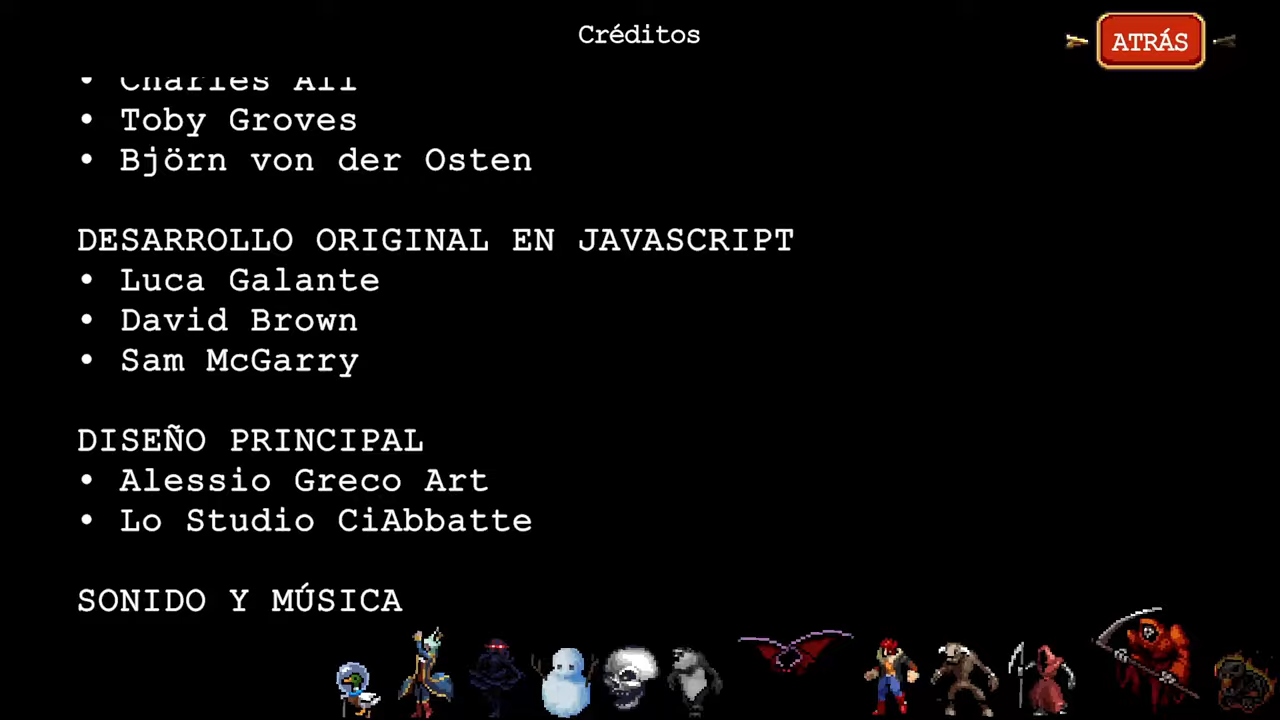 Créditos
ATRÁS
• Charles
• Toby Groves
• Björn von der Osten
DESARROLLO ORIGINAL EN JAVASCRIPT
• Luca Galante
• David Brown
• Sam McGarry
DISEÑO PRINCIPAL
• Alessio Greco Art
• Lo Studio CiAbbatte
SONIDO Y MÚSICA